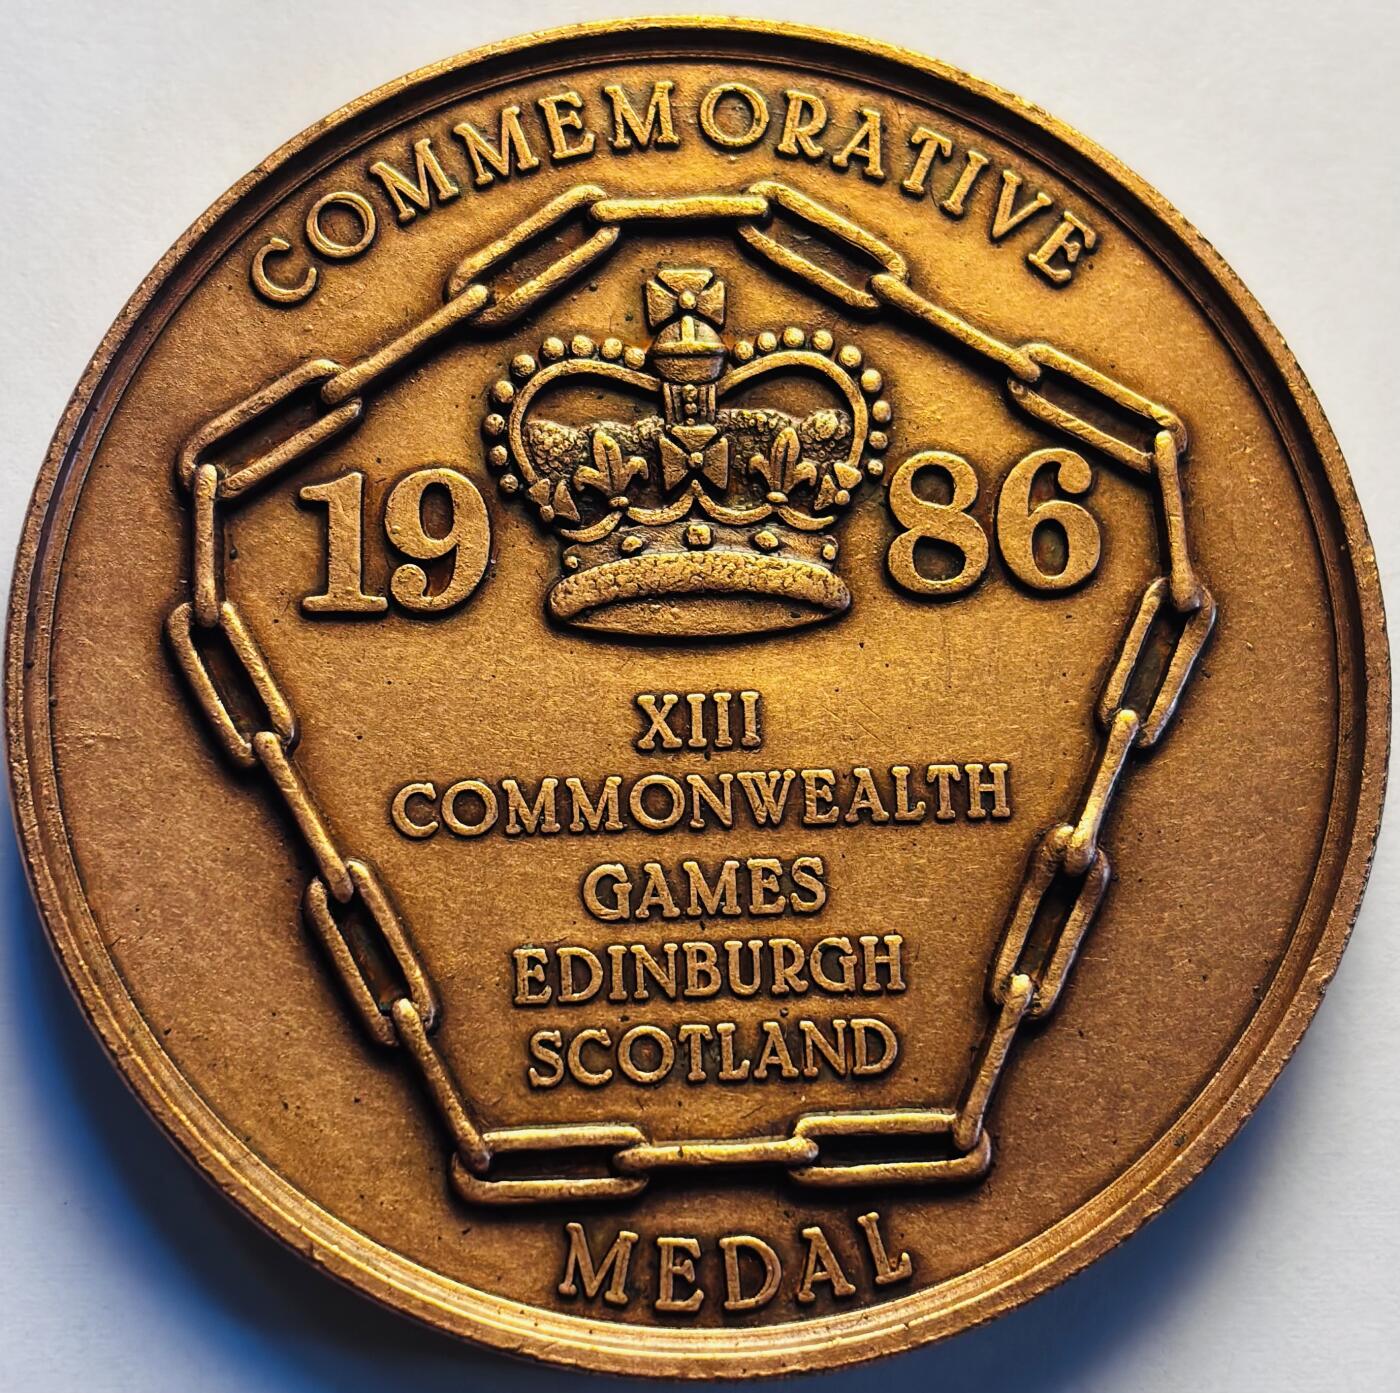 COMMEMORATIVE
1986
XIII
COMMONWEALTH
GAMES
EDINBURGH
SCOTLAND
MEDAL